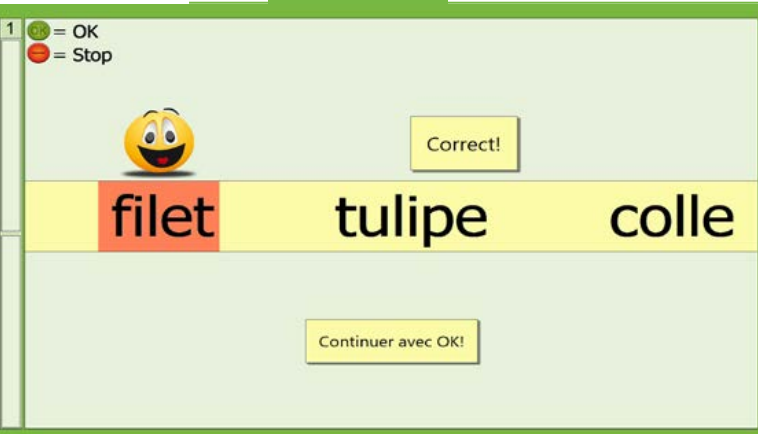 1
OK = OK
= Stop
Correct!
filet tulipe colle
Continuer avec OK!